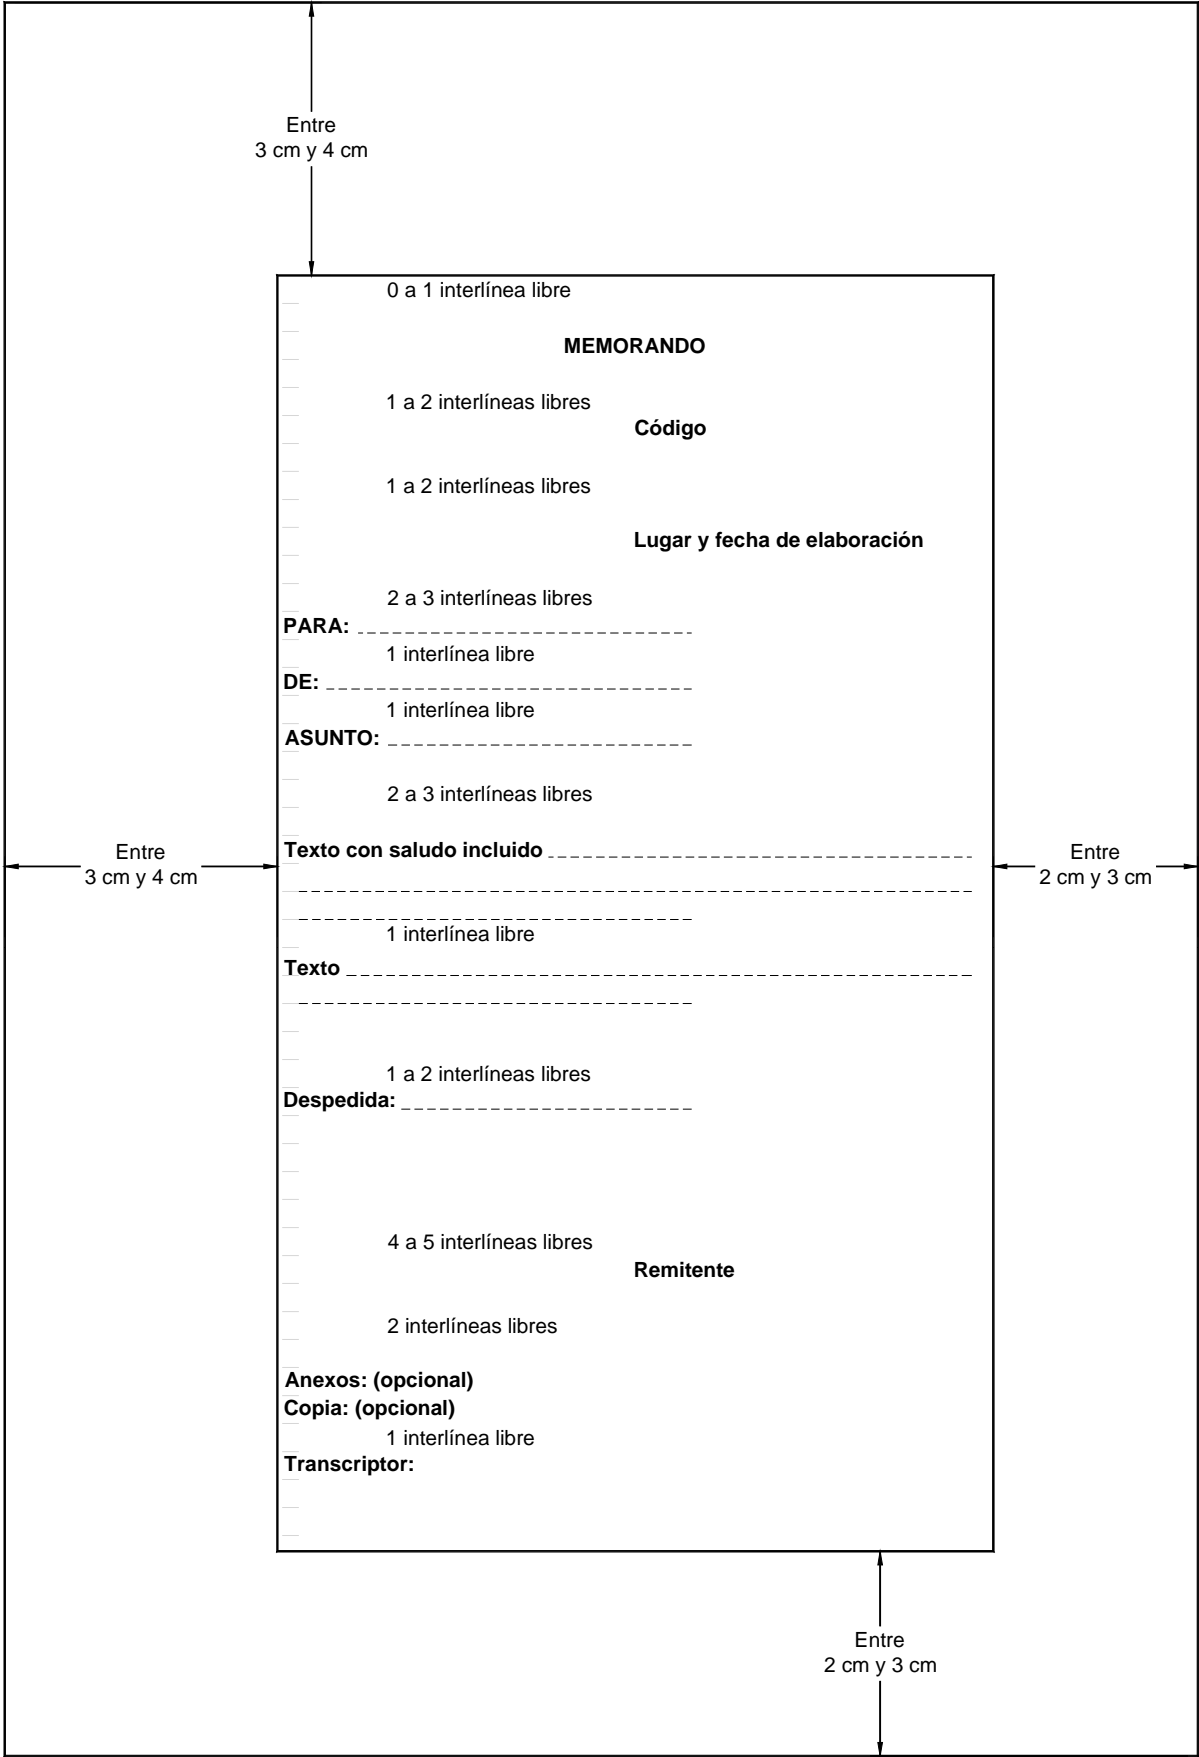 Entre
3 cm y 4 cm
0 a 1 interlínea libre
MEMORANDO
1 a 2 interlíneas libres
Código
1 a 2 interlíneas libres
Lugar y fecha de elaboración
2 a 3 interlíneas libres
PARA:
1 interlínea libre
DE:
1 interlínea libre
ASUNTO:
2 a 3 interlíneas libres
Texto con saludo incluido
Entre
3 cm y 4 cm
Entre
2 cm y 3 cm
1 interlínea libre
Texto
1 a 2 interlíneas libres
Despedida:
4 a 5 interlíneas libres
Remitente
2 interlíneas libres
Anexos: (opcional)
Copia: (opcional)
1 interlínea libre
Transcriptor:
Entre
2 cm y 3 cm